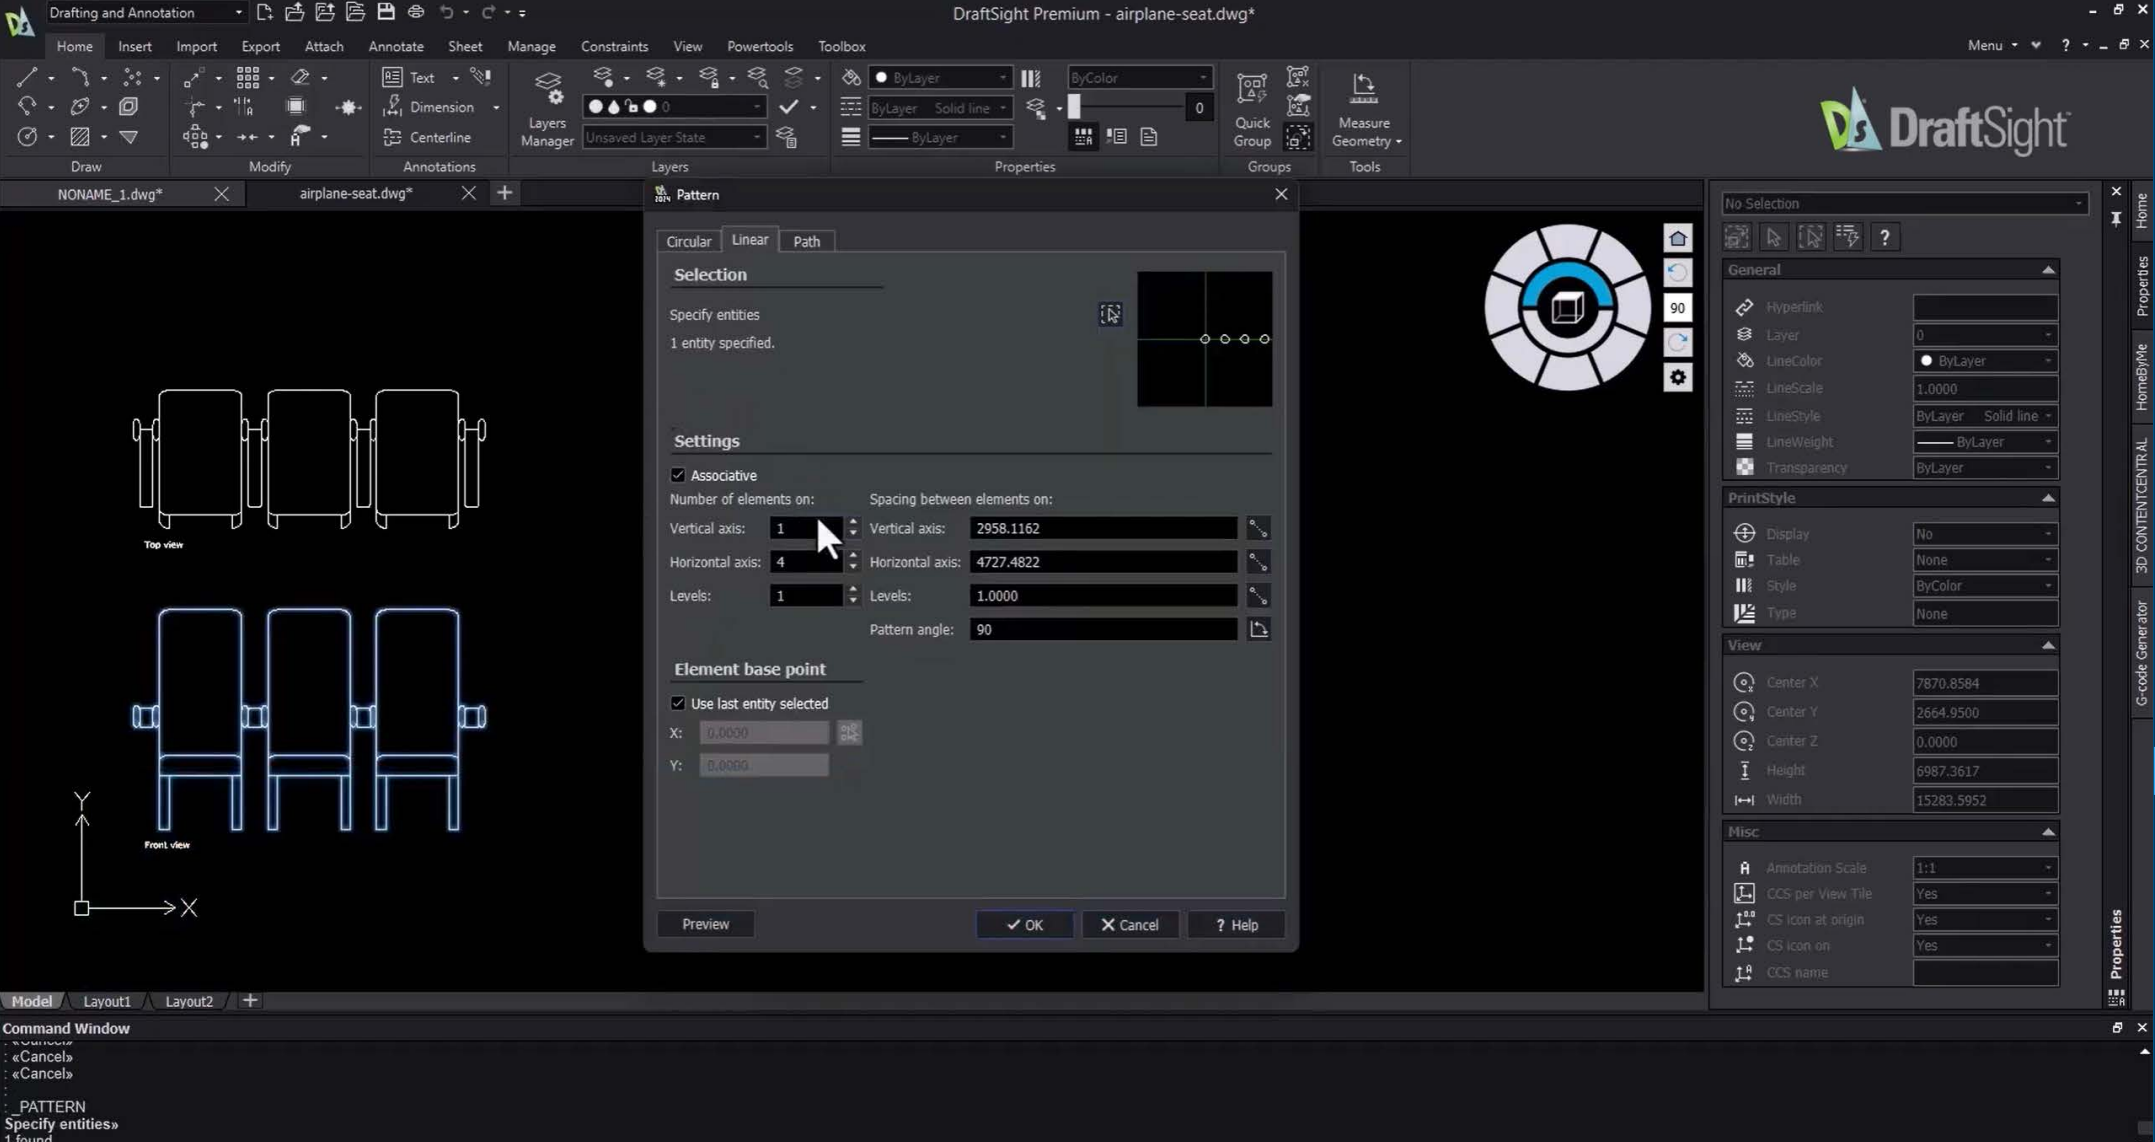 Drafting and Annotation
DraftSight Premium - airplane-seat.dwg*
Home Insert Import Export Attach Annotate Sheet Manage Constraints View Powertools Toolbox
Menu ?
Text
Dimension
Centerline
Layers Manager
0
Unsaved Layer State
ByLayer
ByLayer Solid line
ByLayer
ByColor
0
Quick Group
Measure Geometry
DraftSight
Draw Modify Annotations Layers Properties Groups Tools
NONAME_1.dwg* airplane-seat.dwg*
Pattern
Circular Linear Path
Selection
Specify entities
1 entity specified.
Settings
Associative
Number of elements on: Spacing between elements on:
Vertical axis: 1 Vertical axis: 2958.1162
Horizontal axis: 4 Horizontal axis: 4727.4822
Levels: 1 Levels: 1.0000
Pattern angle: 90
Element base point
Use last entity selected
X: 0.0000
Y: 0.0000
Preview OK Cancel ? Help
Top view
Front view
Y
X
90
No Selection
?
General
Hyperlink
Layer 0
LineColor ByLayer
LineScale 1.0000
LineStyle ByLayer Solid line
LineWeight ByLayer
Transparency ByLayer
PrintStyle
Display No
Table None
Style ByColor
Type None
View
Center X 7870.8584
Center Y 2664.9500
Center Z 0.0000
Height 6987.3617
Width 15283.5952
Misc
Annotation Scale 1:1
CCS per View Tile Yes
CS icon at origin Yes
CS icon on Yes
CCS name
Home
Properties
HomeByMe
3D CONTENTCENTRAL
G-code Generator
Properties
Model Layout1 Layout2
Command Window
: «Cancel»
: «Cancel»
: «Cancel»
:
: _PATTERN
Specify entities»
1 found